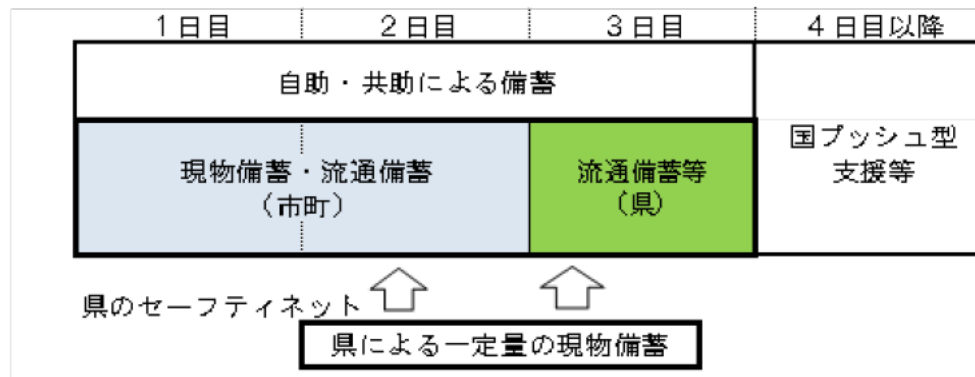 1日目 2日目 3日目 4日目以降
自助・共助による備蓄
現物備蓄・流通備蓄
（市町）
流通備蓄等
（県）
国プッシュ型
支援等
県のセーフティネット
県による一定量の現物備蓄